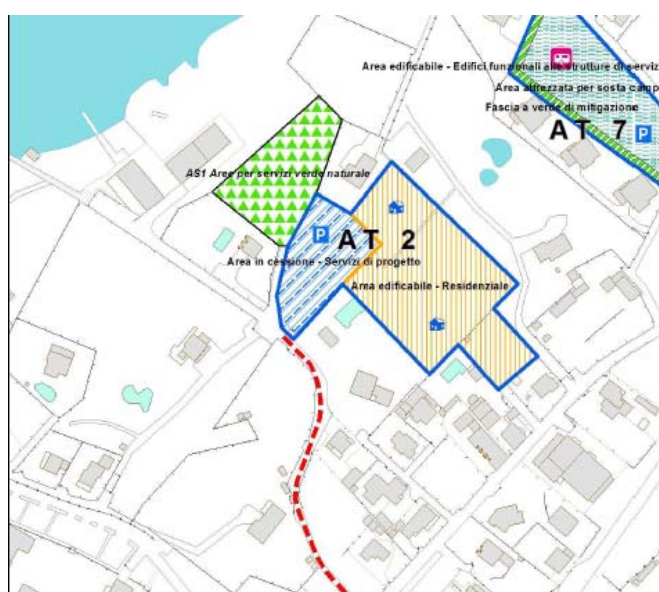 Area edificabile - Edifici funzionali alle strutture di serviz
Area attrezzata per sosta camp
Fascia a verde di mitigazione
AT 7
P
AS1 Aree per servizi verde naturale
P
AT 2
Area in cessione - Servizi di progetto
Area edificabile - Residenziale